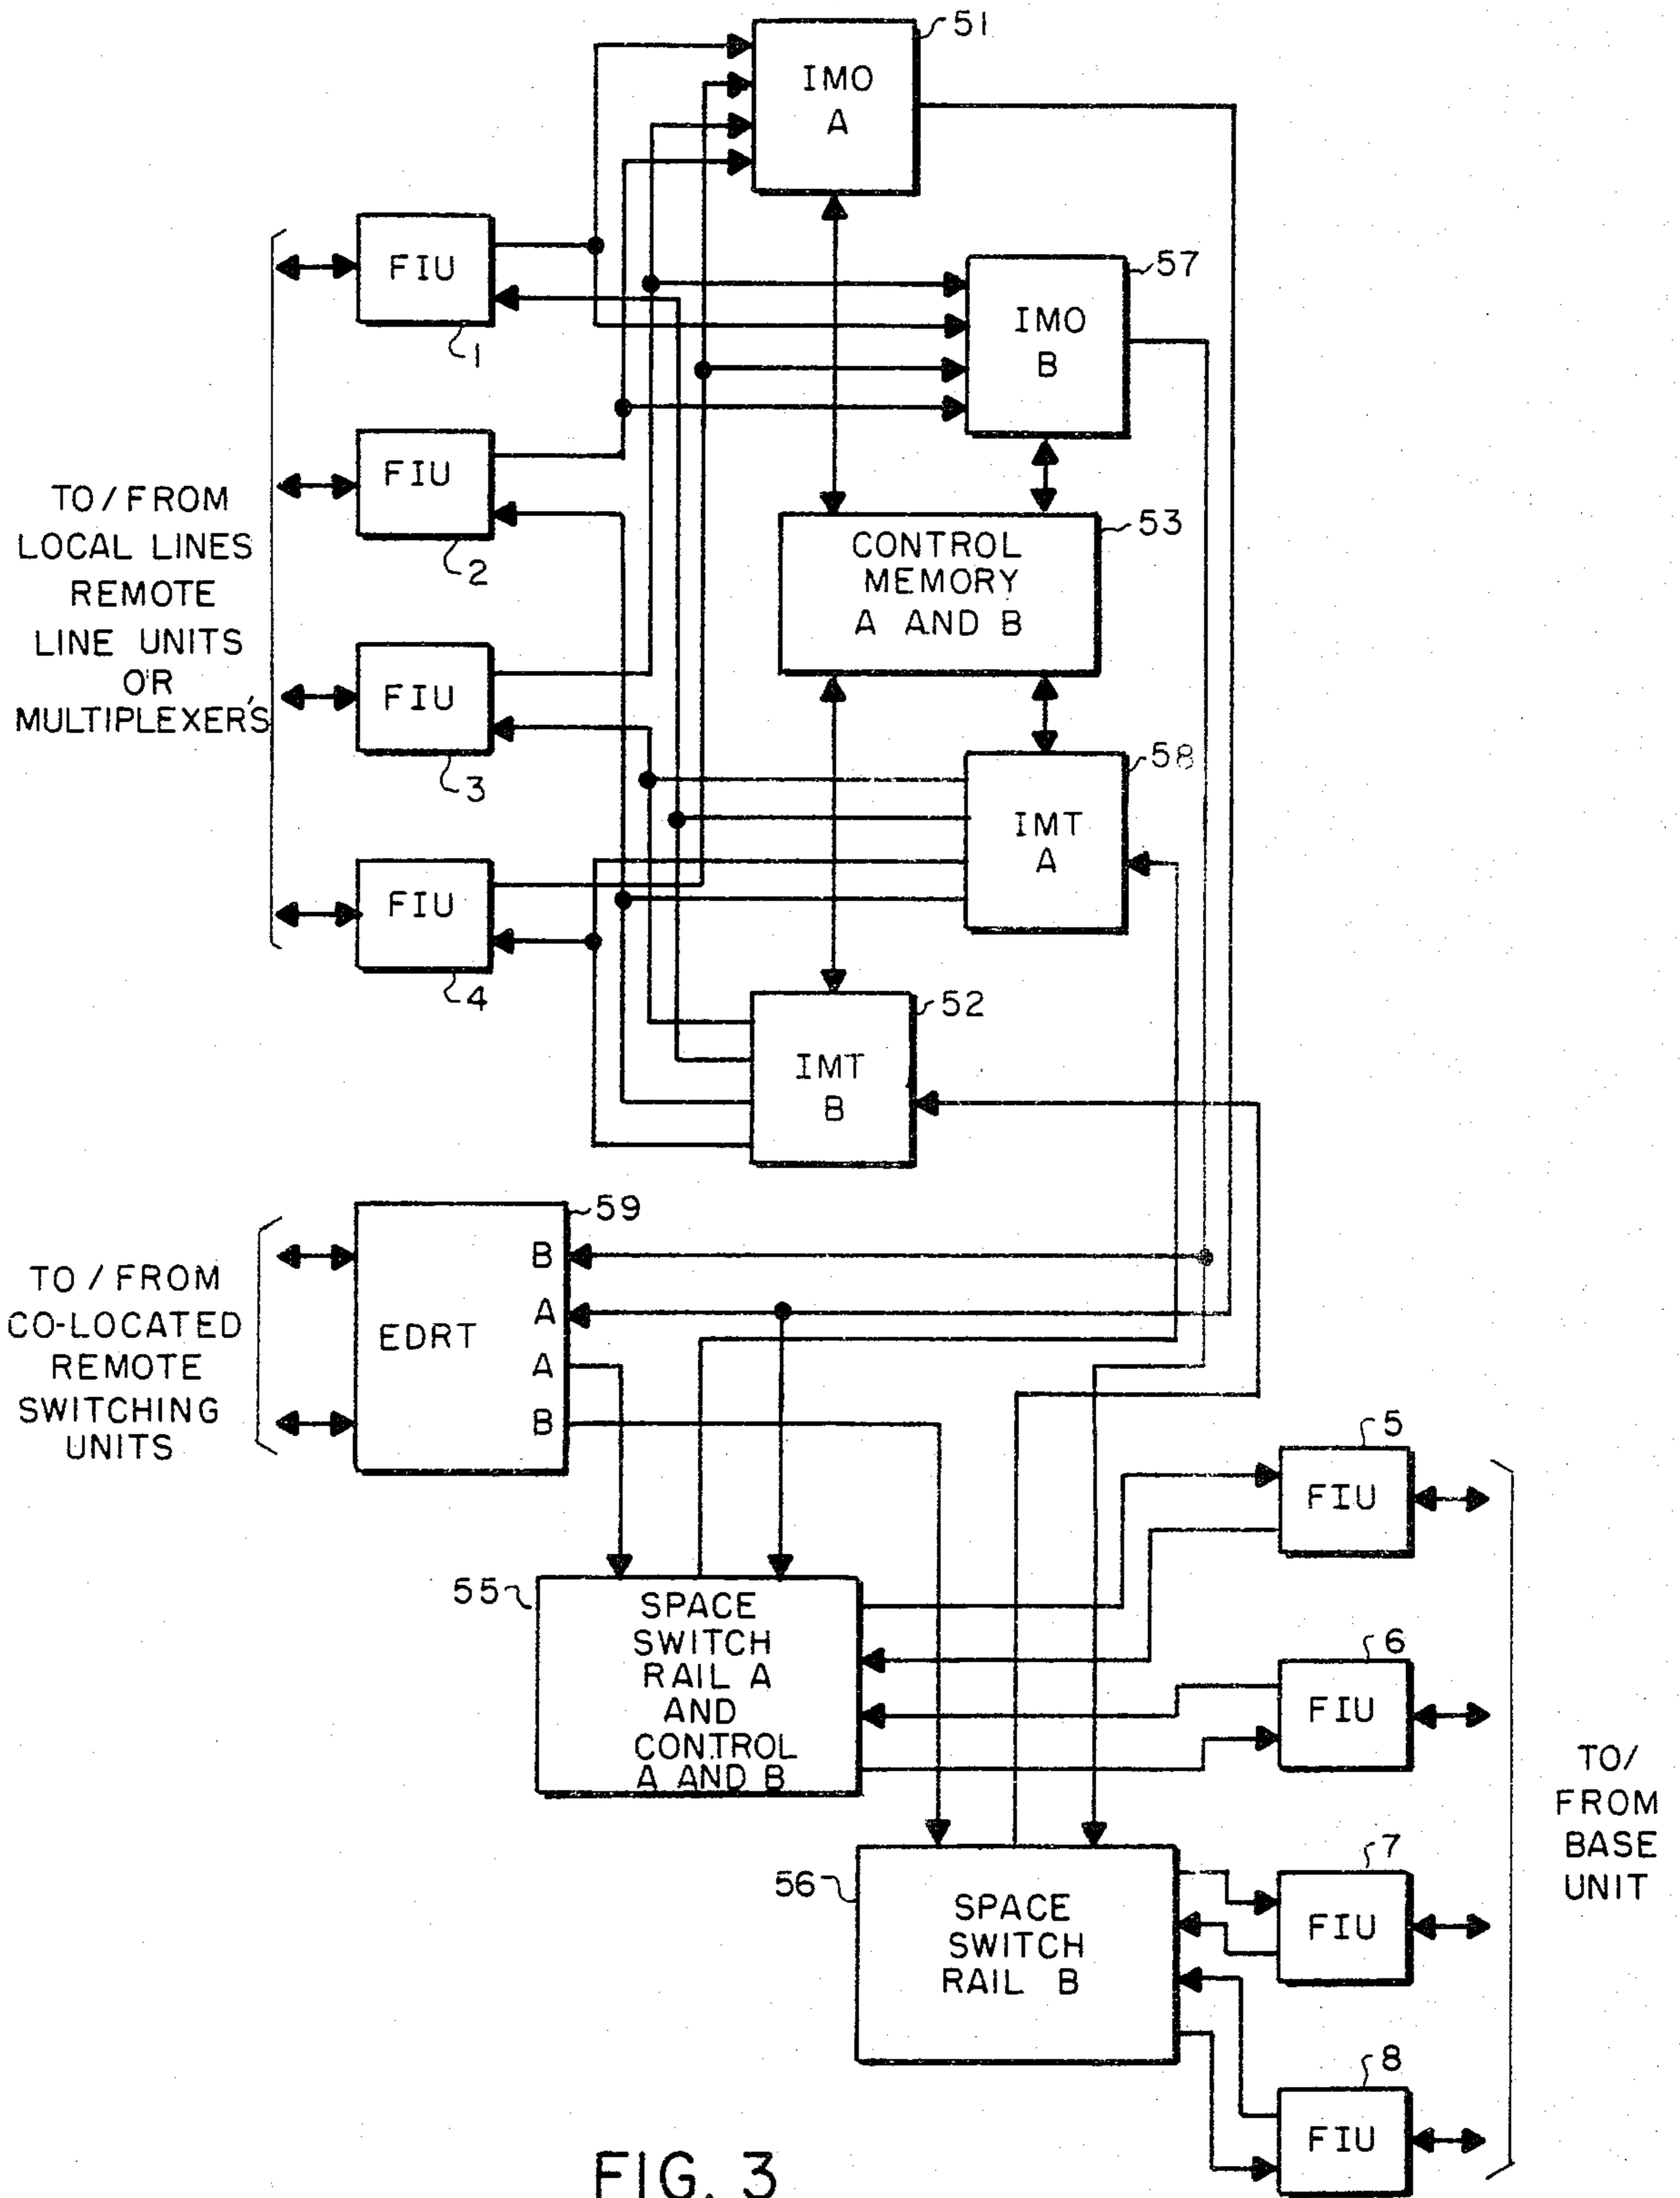 51
IMO
A
57
IMO
B
FIU
1
FIU
2
FIU
3
FIU
4
TO/FROM
LOCAL LINES
REMOTE
LINE UNITS
OR
MULTIPLEXER'S
53
CONTROL
MEMORY
A AND B
58
IMT
A
52
IMT
B
59
EDRT
B
A
A
B
TO/FROM
CO-LOCATED
REMOTE
SWITCHING
UNITS
55
SPACE
SWITCH
RAIL A
AND
CONTROL
A AND B
56
SPACE
SWITCH
RAIL B
5
FIU
6
FIU
7
FIU
8
FIU
TO/
FROM
BASE
UNIT
FIG. 3